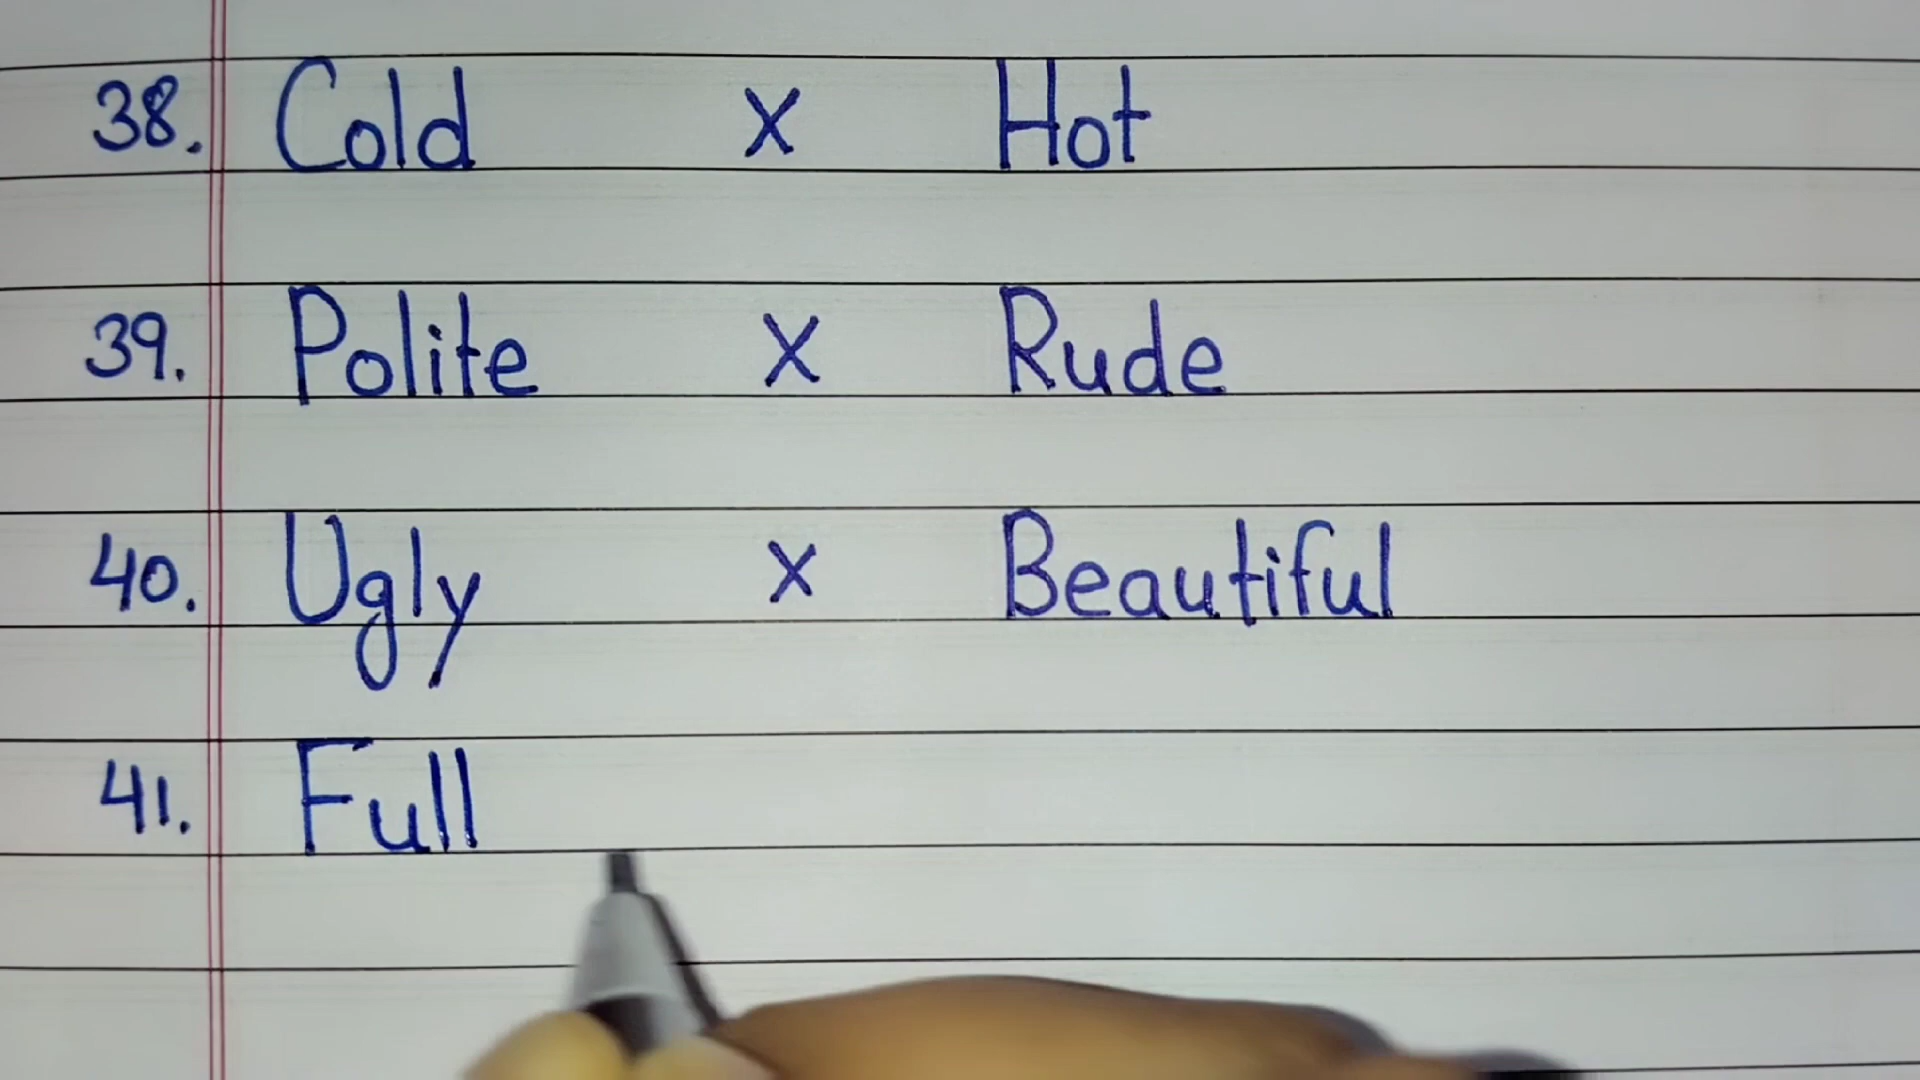 38. Cold x Hot
39. Polite x Rude
40. Ugly x Beautiful
41. Full